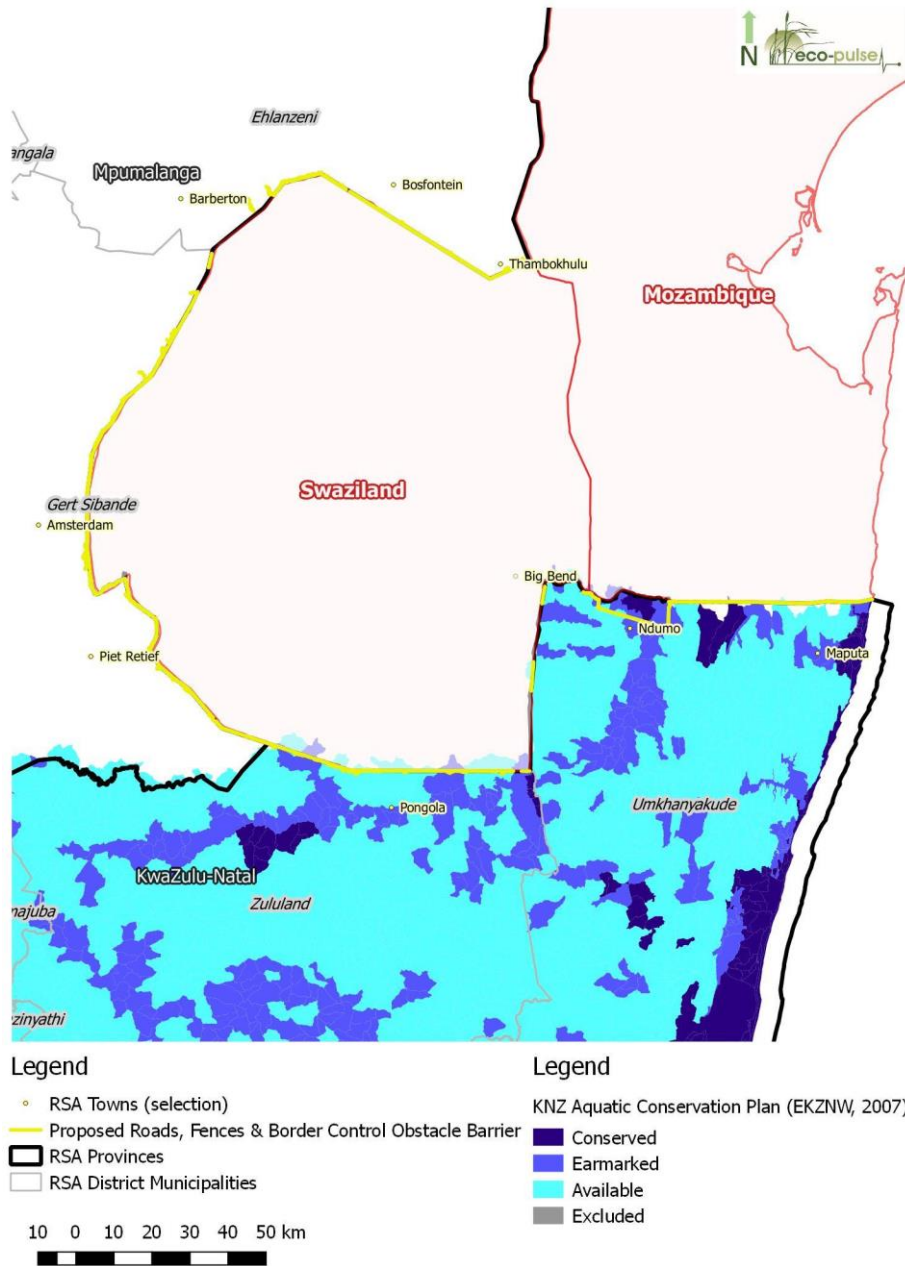 N
eco-pulse
Ehlanzeni
angala
Mpumalanga
Barberton
Bosfontein
Thambokhulu
Mozambique
Swaziland
Gert Sibande
Amsterdam
Big Bend
Ndumo
Piet Retief
Maputa
Pongola
Umkhanyakude
KwaZulu-Natal
Zululand
majuba
zinyathi
Legend
RSA Towns (selection)
Proposed Roads, Fences & Border Control Obstacle Barrier
RSA Provinces
RSA District Municipalities
10 0 10 20 30 40 50 km
Legend
KNZ Aquatic Conservation Plan (EKZNW, 2007)
Conserved
Earmarked
Available
Excluded